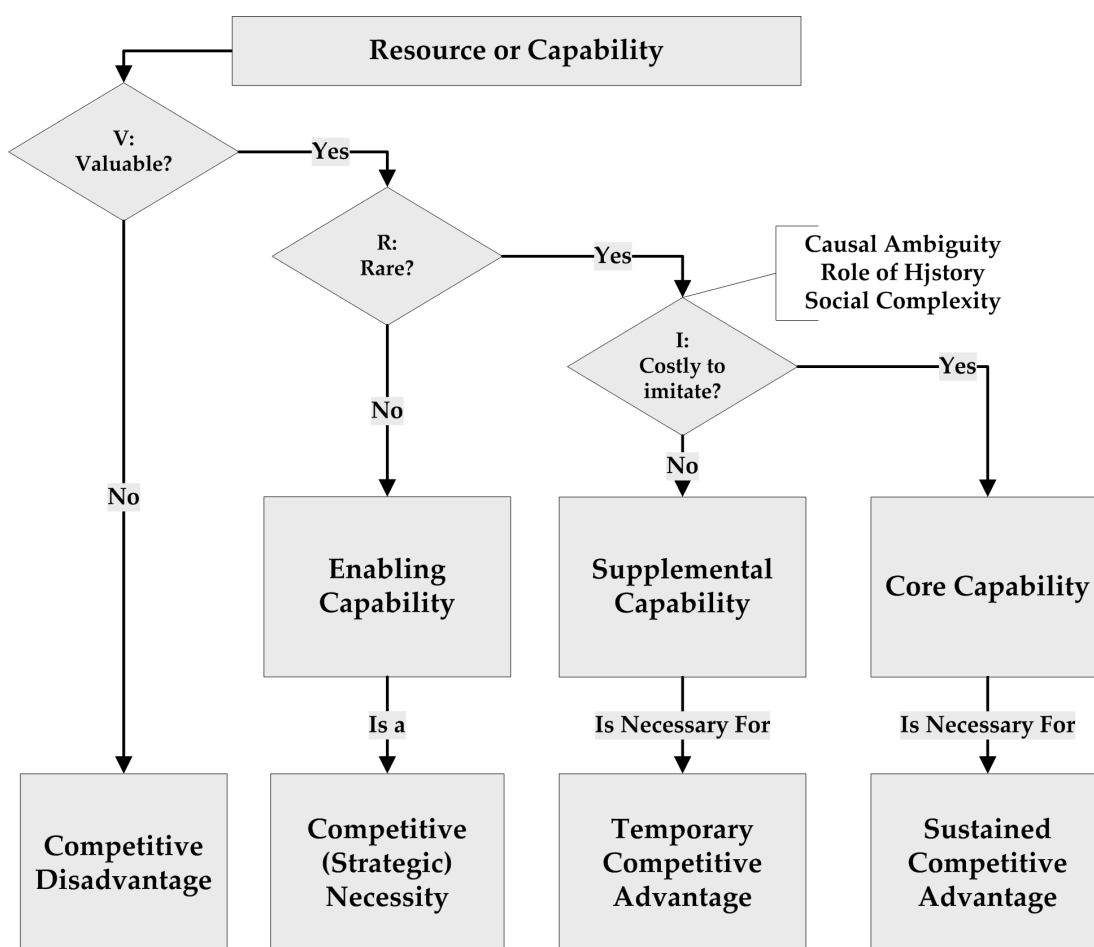 Resource or Capability
V:
Valuable?
Yes
R:
Rare?
Yes
Causal Ambiguity
Role of Hjstory
Social Complexity
I:
Costly to
imitate?
Yes
No
No
No
Enabling
Capability
Supplemental
Capability
Core Capability
Is a
Is Necessary For
Is Necessary For
Competitive
Disadvantage
Competitive
(Strategic)
Necessity
Temporary
Competitive
Advantage
Sustained
Competitive
Advantage